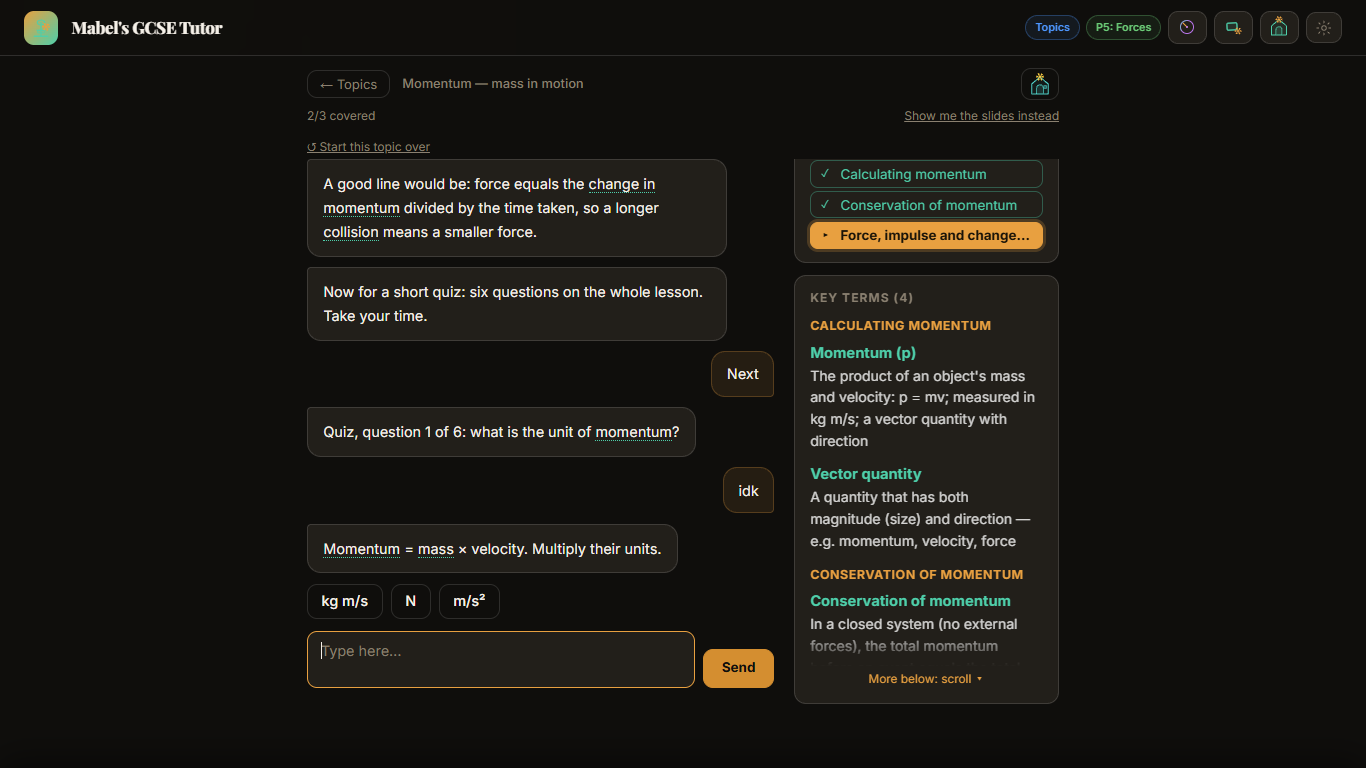 Mabel's GCSE Tutor
Topics
P5: Forces
← Topics
Momentum — mass in motion
2/3 covered
Show me the slides instead
↺ Start this topic over
A good line would be: force equals the change in
momentum divided by the time taken, so a longer
collision means a smaller force.
Now for a short quiz: six questions on the whole lesson.
Take your time.
Next
Quiz, question 1 of 6: what is the unit of momentum?
idk
Momentum = mass × velocity. Multiply their units.
kg m/s
N
m/s²
Type here...
Send
✓ Calculating momentum
✓ Conservation of momentum
▸ Force, impulse and change...
KEY TERMS (4)
CALCULATING MOMENTUM
Momentum (p)
The product of an object's mass
and velocity: p = mv; measured in
kg m/s; a vector quantity with
direction
Vector quantity
A quantity that has both
magnitude (size) and direction —
e.g. momentum, velocity, force
CONSERVATION OF MOMENTUM
Conservation of momentum
In a closed system (no external
forces), the total momentum
More below: scroll ▾